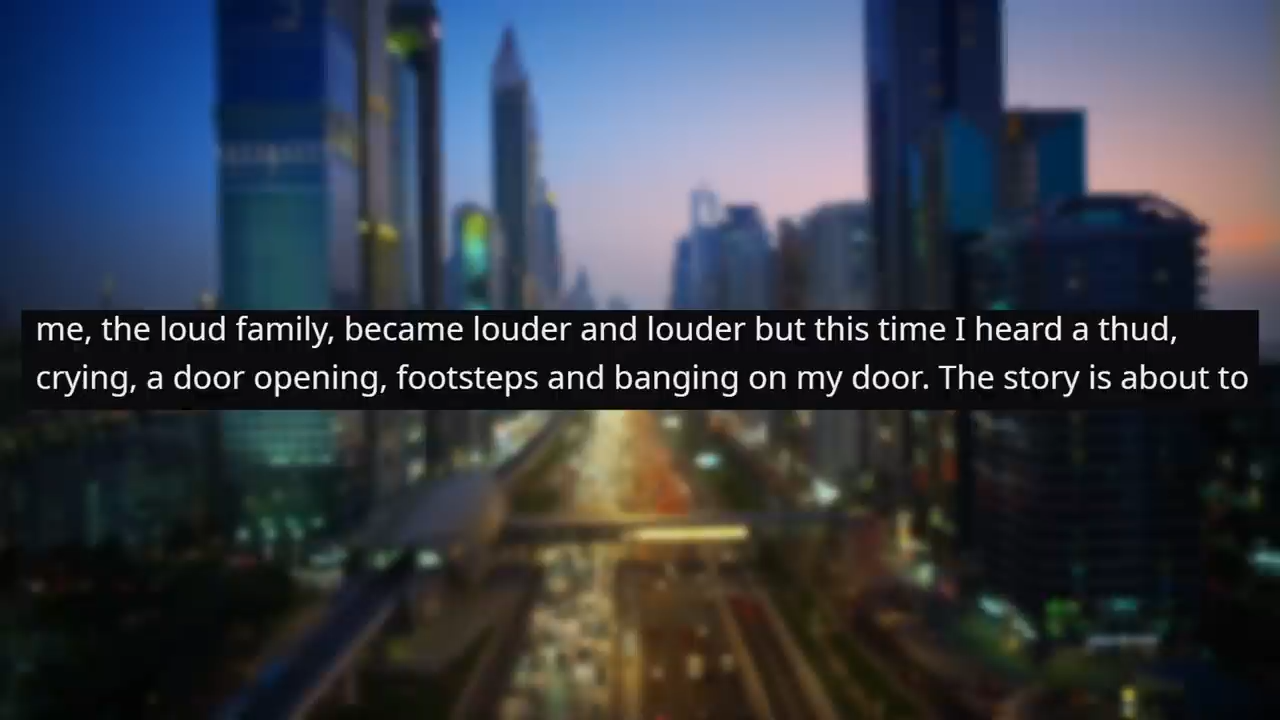 me, the loud family, became louder and louder but this time I heard a thud,
crying, a door opening, footsteps and banging on my door. The story is about to